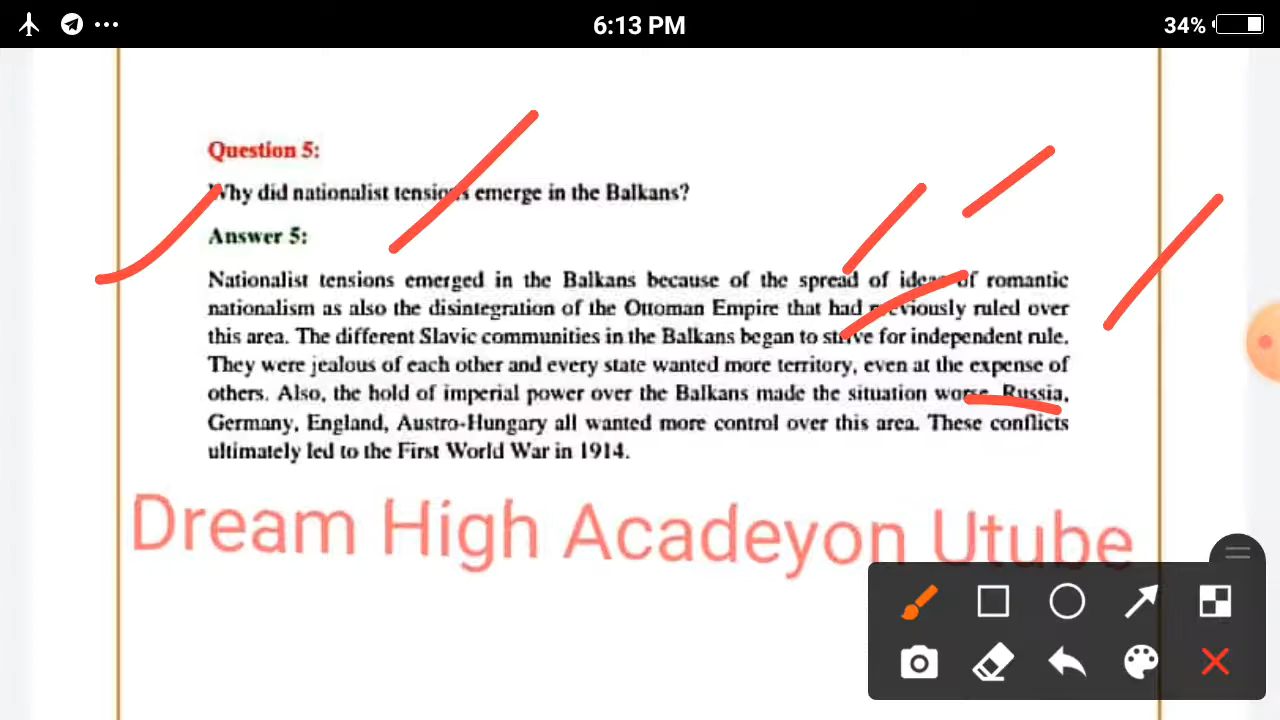 6:13 PM
34%
Question 5:
Why did nationalist tensions emerge in the Balkans?
Answer 5:
Nationalist tensions emerged in the Balkans because of the spread of ideas of romantic
nationalism as also the disintegration of the Ottoman Empire that had previously ruled over
this area. The different Slavic communities in the Balkans began to strive for independent rule.
They were jealous of each other and every state wanted more territory, even at the expense of
others. Also, the hold of imperial power over the Balkans made the situation worse. Russia,
Germany, England, Austro-Hungary all wanted more control over this area. These conflicts
ultimately led to the First World War in 1914.
Dream High Acadeyon Utube